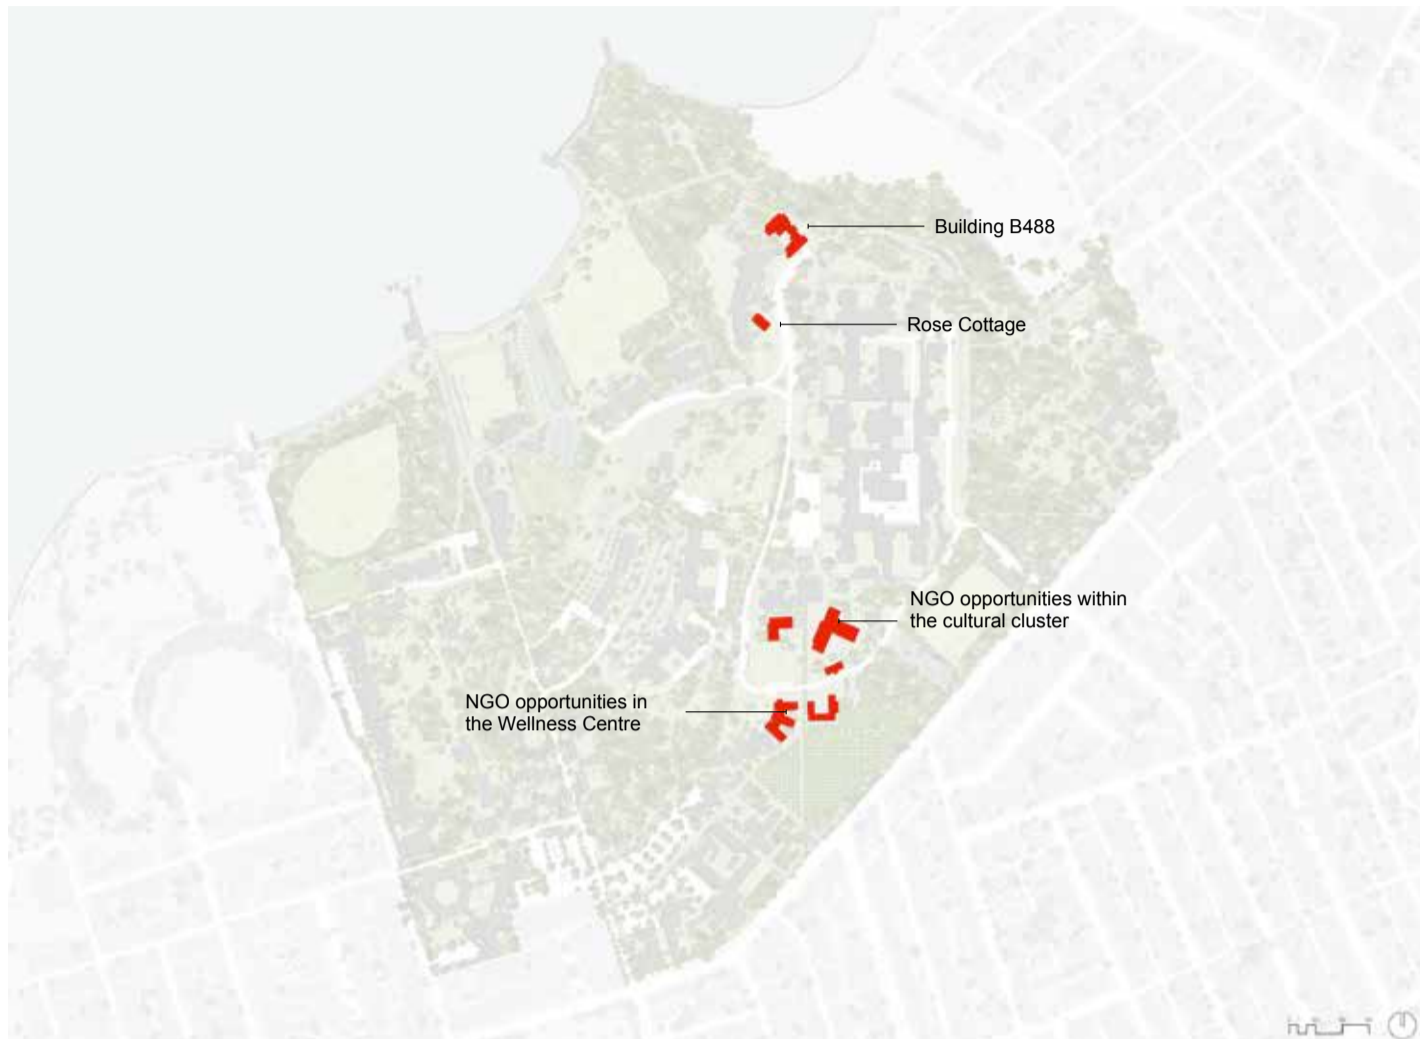 Building B488
Rose Cottage
NGO opportunities within
the cultural cluster
NGO opportunities in
the Wellness Centre